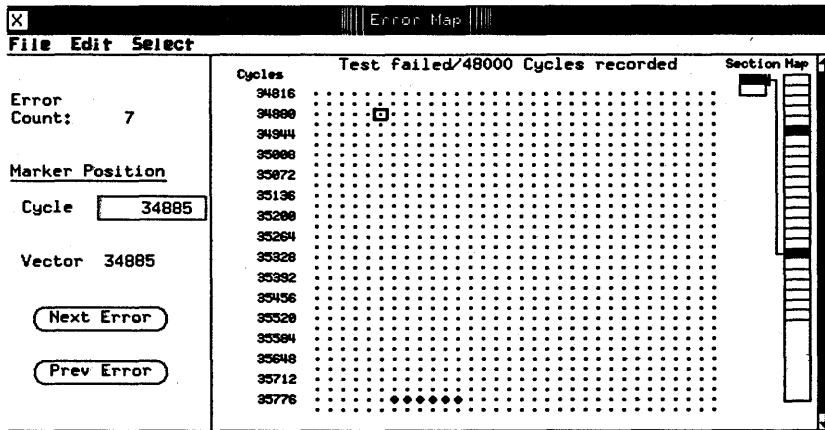 X
Error Map
File Edit Select
Test failed/48000 Cycles recorded
Section Map
Cycles
34816
34880
34944
35008
35072
35136
35200
35264
35328
35392
35456
35520
35584
35648
35712
35776
Error
Count: 7
Marker Position
Cycle 34885
Vector 34885
Next Error
Prev Error